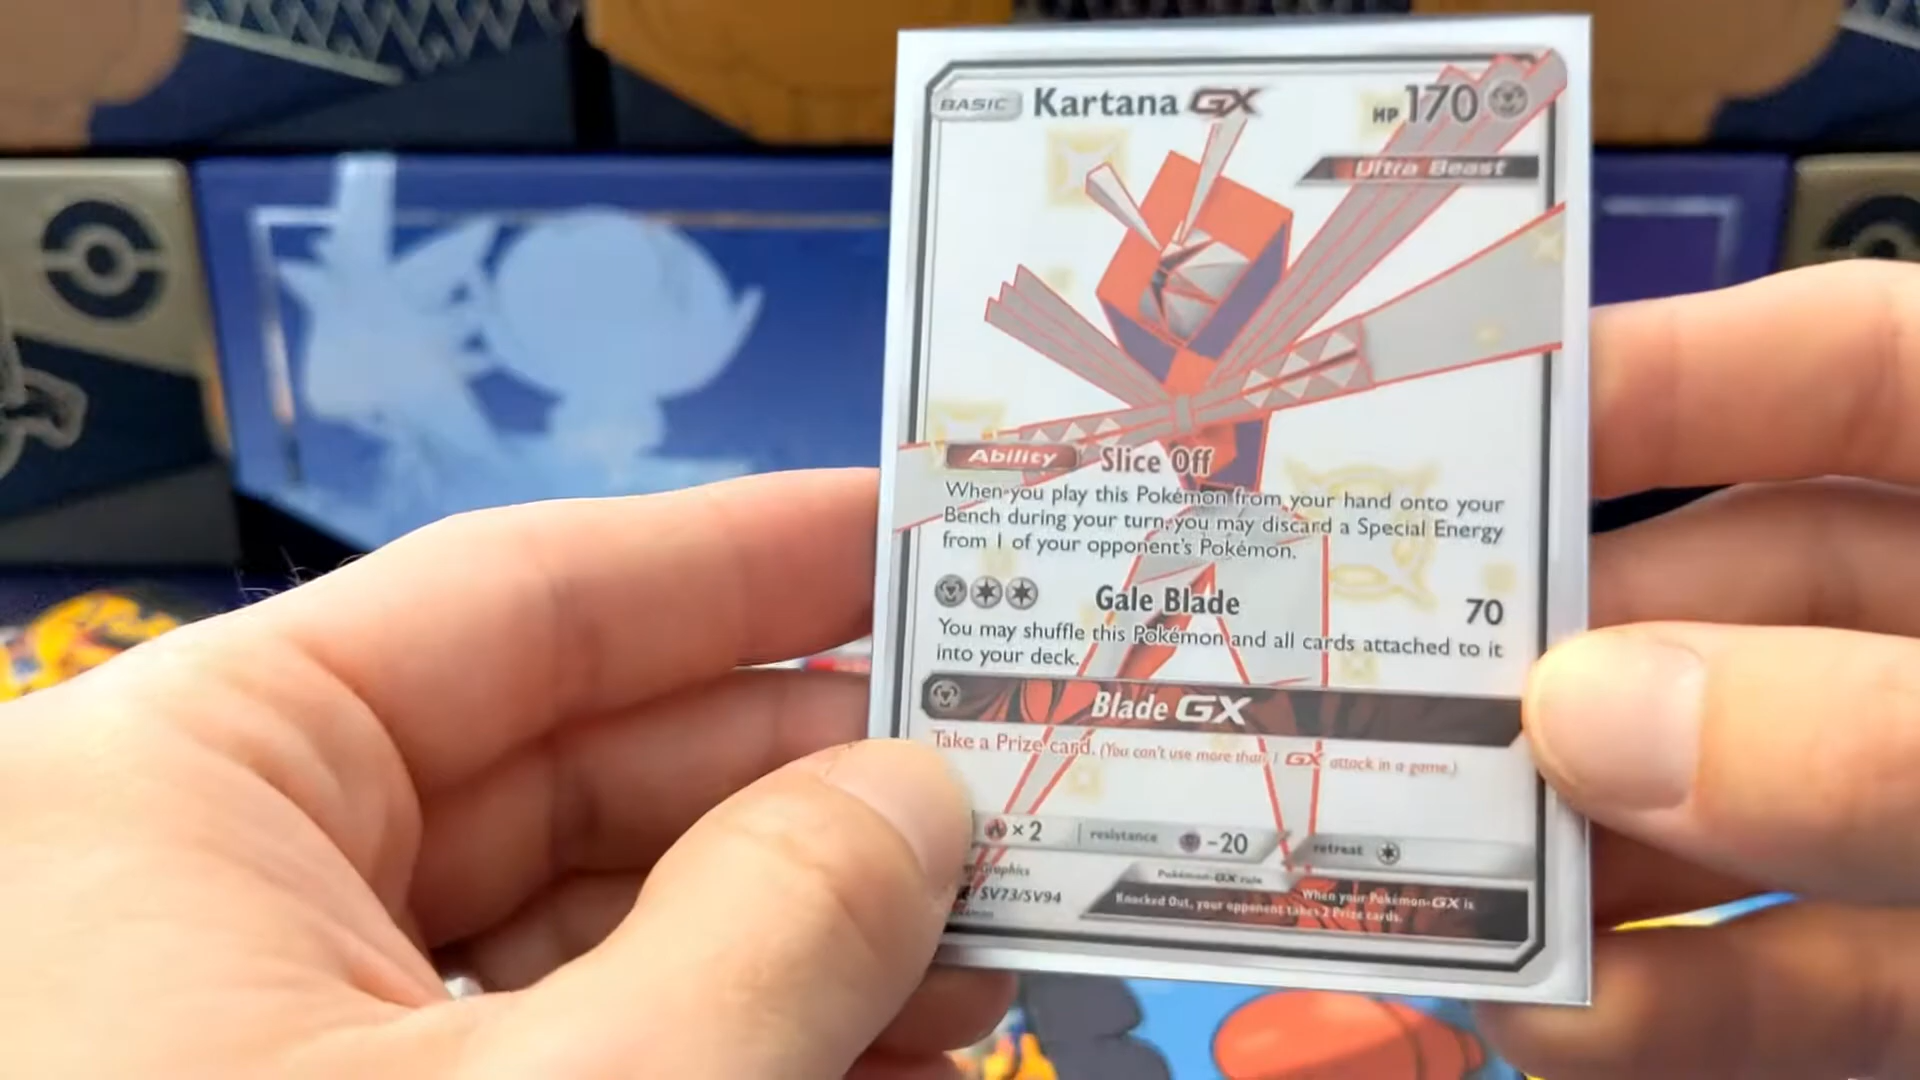 BASIC Kartana GX HP 170
Ultra Beast
Ability Slice Off
When you play this Pokémon from your hand onto your
Bench during your turn, you may discard a Special Energy
from 1 of your opponent's Pokémon.
Gale Blade 70
You may shuffle this Pokémon and all cards attached to it
into your deck.
Blade GX
Take a Prize card. (You can't use more than 1 GX attack in a game.)
×2 resistance -20 retreat
Graphics
Pokémon-GX rule
When your Pokémon-GX is
SV73/SV94
Knocked Out, your opponent takes 2 Prize cards.